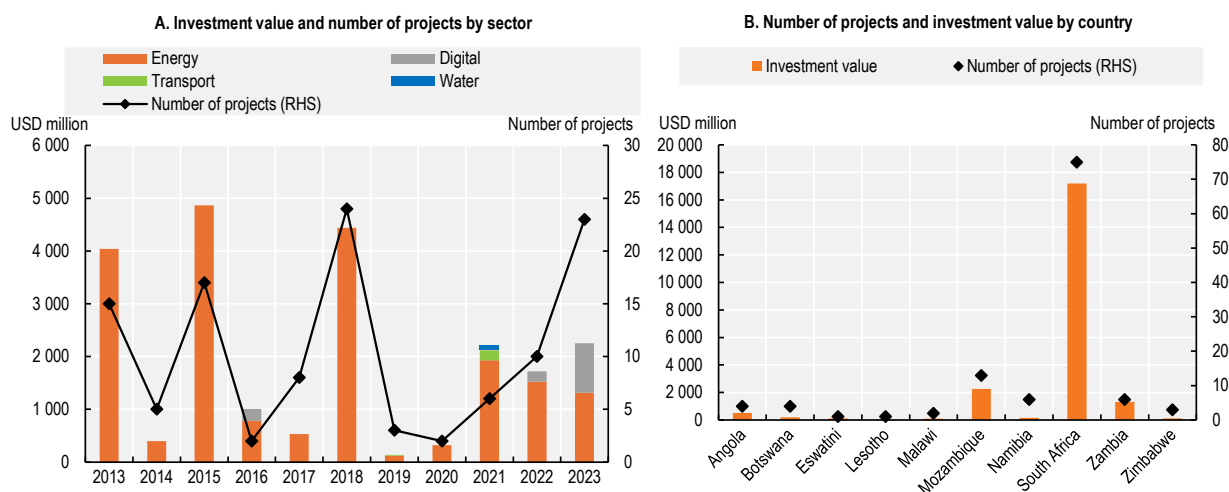 A. Investment value and number of projects by sector
Energy
Digital
Transport
Water
Number of projects (RHS)
USD million
Number of projects
6 000
5 000
4 000
3 000
2 000
1 000
0
30
25
20
15
10
5
0
2013 2014 2015 2016 2017 2018 2019 2020 2021 2022 2023
B. Number of projects and investment value by country
Investment value
Number of projects (RHS)
USD million
Number of projects
20 000
18 000
16 000
14 000
12 000
10 000
8 000
6 000
4 000
2 000
0
80
70
60
50
40
30
20
10
0
Angola
Botswana
Eswatini
Lesotho
Malawi
Mozambique
Namibia
South Africa
Zambia
Zimbabwe